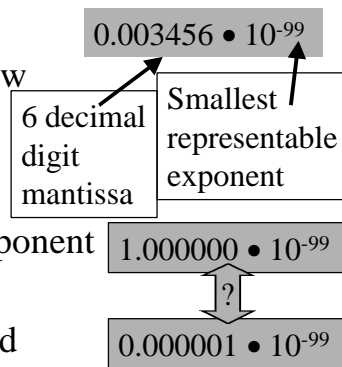 0.003456 • 10-99
w
6 decimal
digit
mantissa
Smallest
representable
exponent
ponent
1.000000 • 10-99
?
d
0.000001 • 10-99